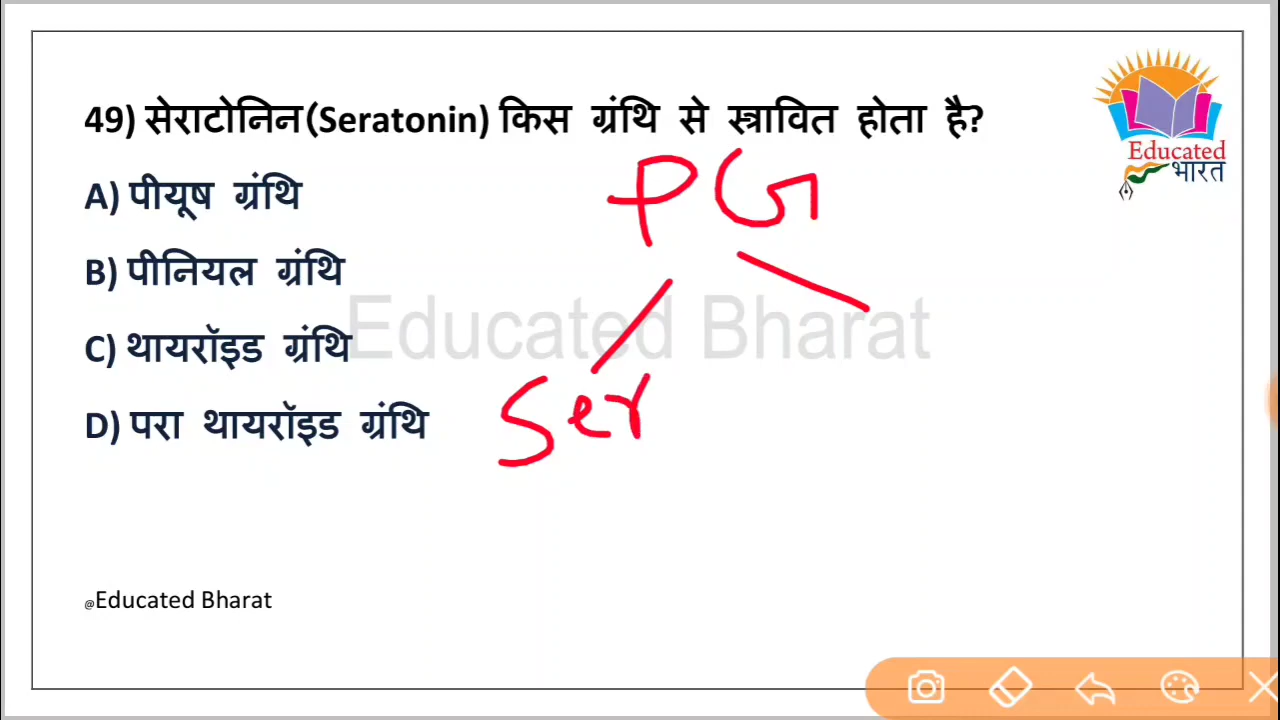 49) सेराटोनिन(Seratonin) किस ग्रंथि से स्त्रावित होता है?
Educated
भारत
PG
A) पीयूष ग्रंथि
B) पीनियल ग्रंथि
Educated Bharat
C) थायरॉइड ग्रंथि
Ser
D) परा थायरॉइड ग्रंथि
@Educated Bharat